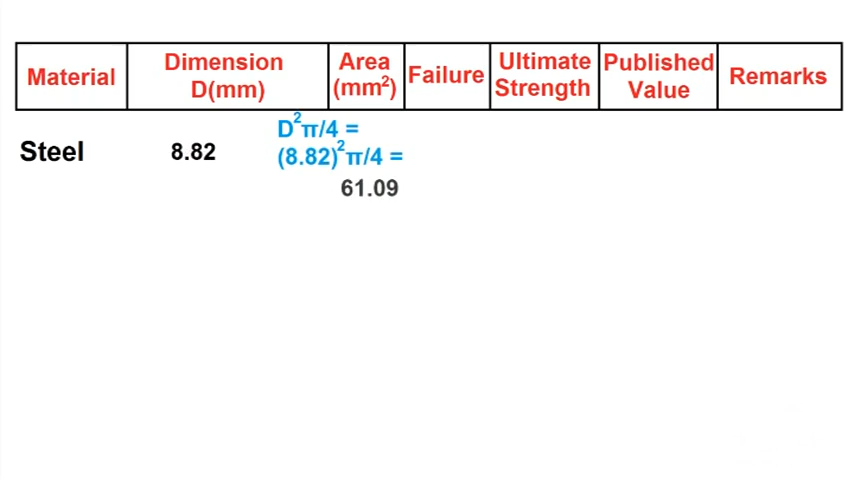 Material
Dimension
D(mm)
Area
(mm²)
Failure
Ultimate
Strength
Published
Value
Remarks
Steel
8.82
D²π/4 =
(8.82)²π/4 =
61.09